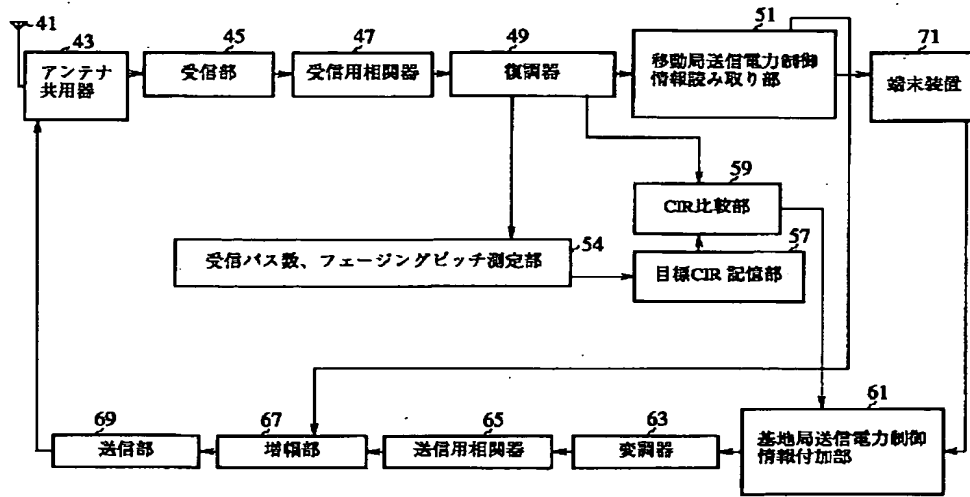 41
43
アンテナ
共用器
45
受信部
47
受信用相関器
49
復調器
51
移動局送信電力制御
情報読み取り部
71
端末装置
59
CIR比較部
54
受信パス数、フェージングピッチ測定部
57
目標CIR 記憶部
69
送信部
67
増幅部
65
送信用相関器
63
変調器
61
基地局送信電力制御
情報付加部